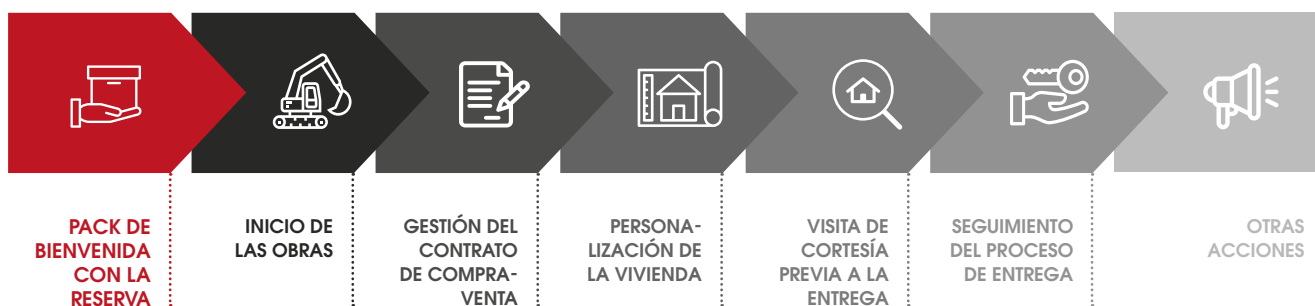 PACK DE
BIENVENIDA
CON LA
RESERVA
INICIO DE
LAS OBRAS
GESTIÓN DEL
CONTRATO
DE COMPRA-
VENTA
PERSONA-
LIZACIÓN DE
LA VIVIENDA
VISITA DE
CORTESÍA
PREVIA A LA
ENTREGA
SEGUIMIENTO
DEL PROCESO
DE ENTREGA
OTRAS
ACCIONES